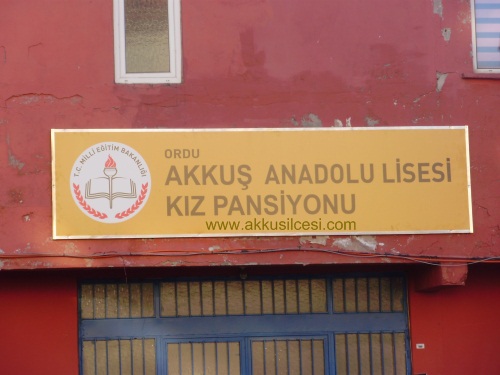 T.C. MİLLİ EĞİTİM BAKANLIĞI
ORDU
AKKUŞ ANADOLU LİSESİ
KIZ PANSİYONU
www.akkusilcesi.com